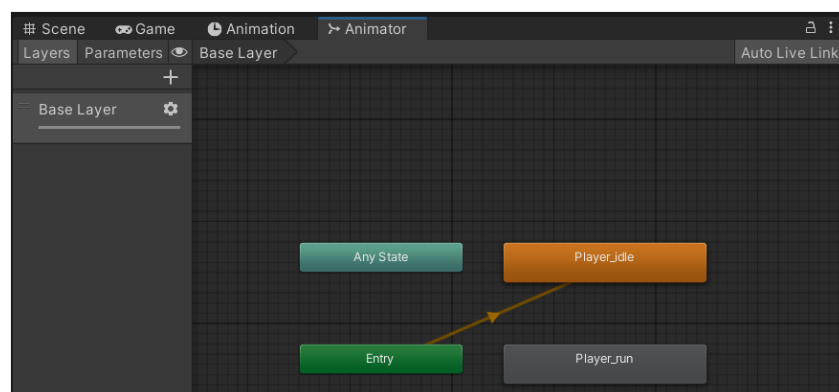 Scene Game Animation Animator
Layers Parameters Base Layer Auto Live Link
Base Layer
Any State Player_idle
Entry Player_run